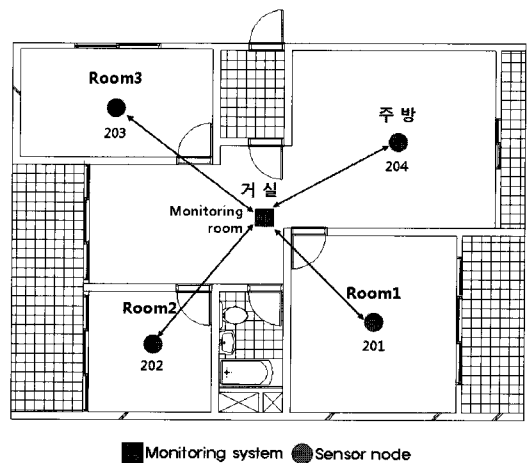 Room3
203
주 방
204
거 실
Monitoring
room
Room2
202
Room1
201
Monitoring system
Sensor node